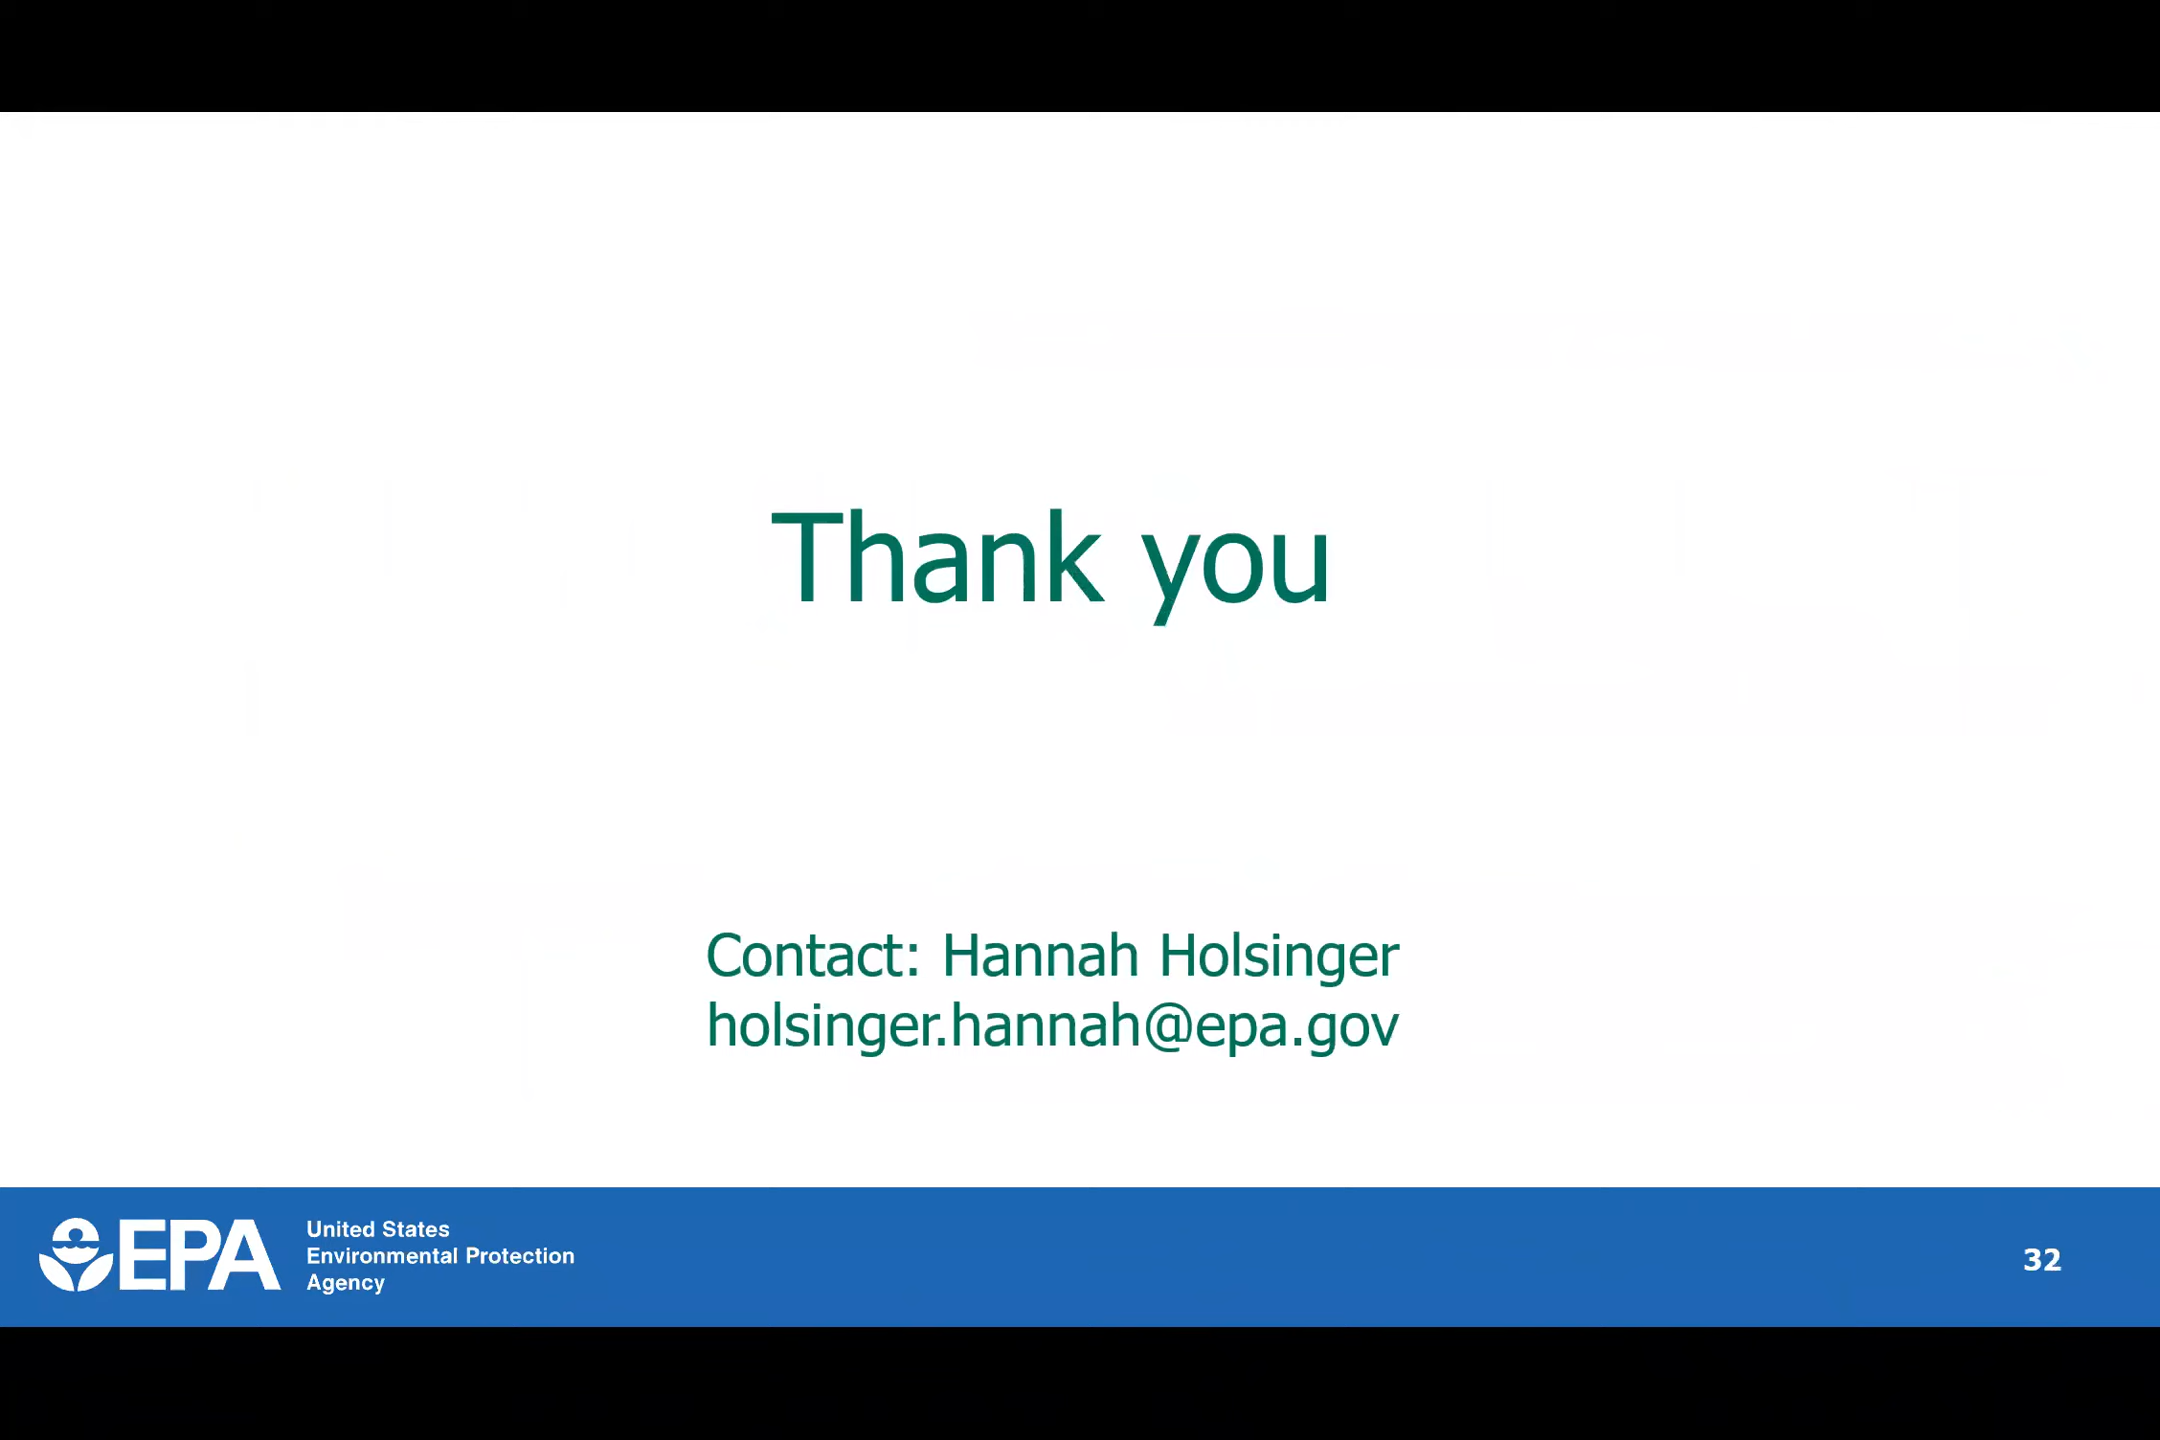 Thank you
Contact: Hannah Holsinger
holsinger.hannah@epa.gov
EPA
United States
Environmental Protection
Agency
32